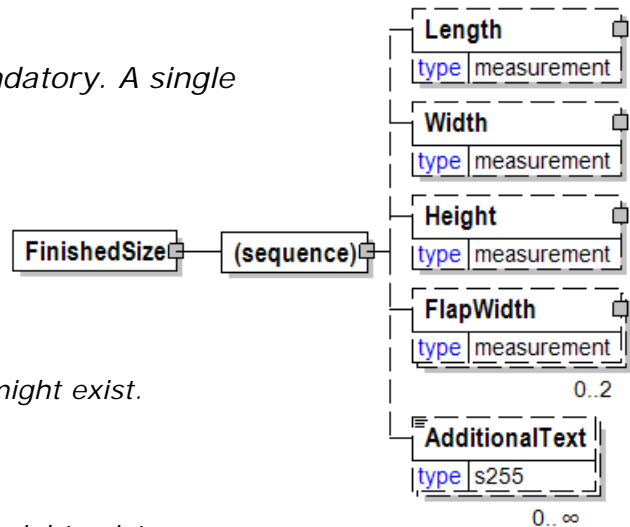 Length
type measurement
ndatory. A single
Width
type measurement
Height
FinishedSize (sequence) type measurement
FlapWidth
type measurement
might exist. 0..2
AdditionalText
type s255
0.. ∞